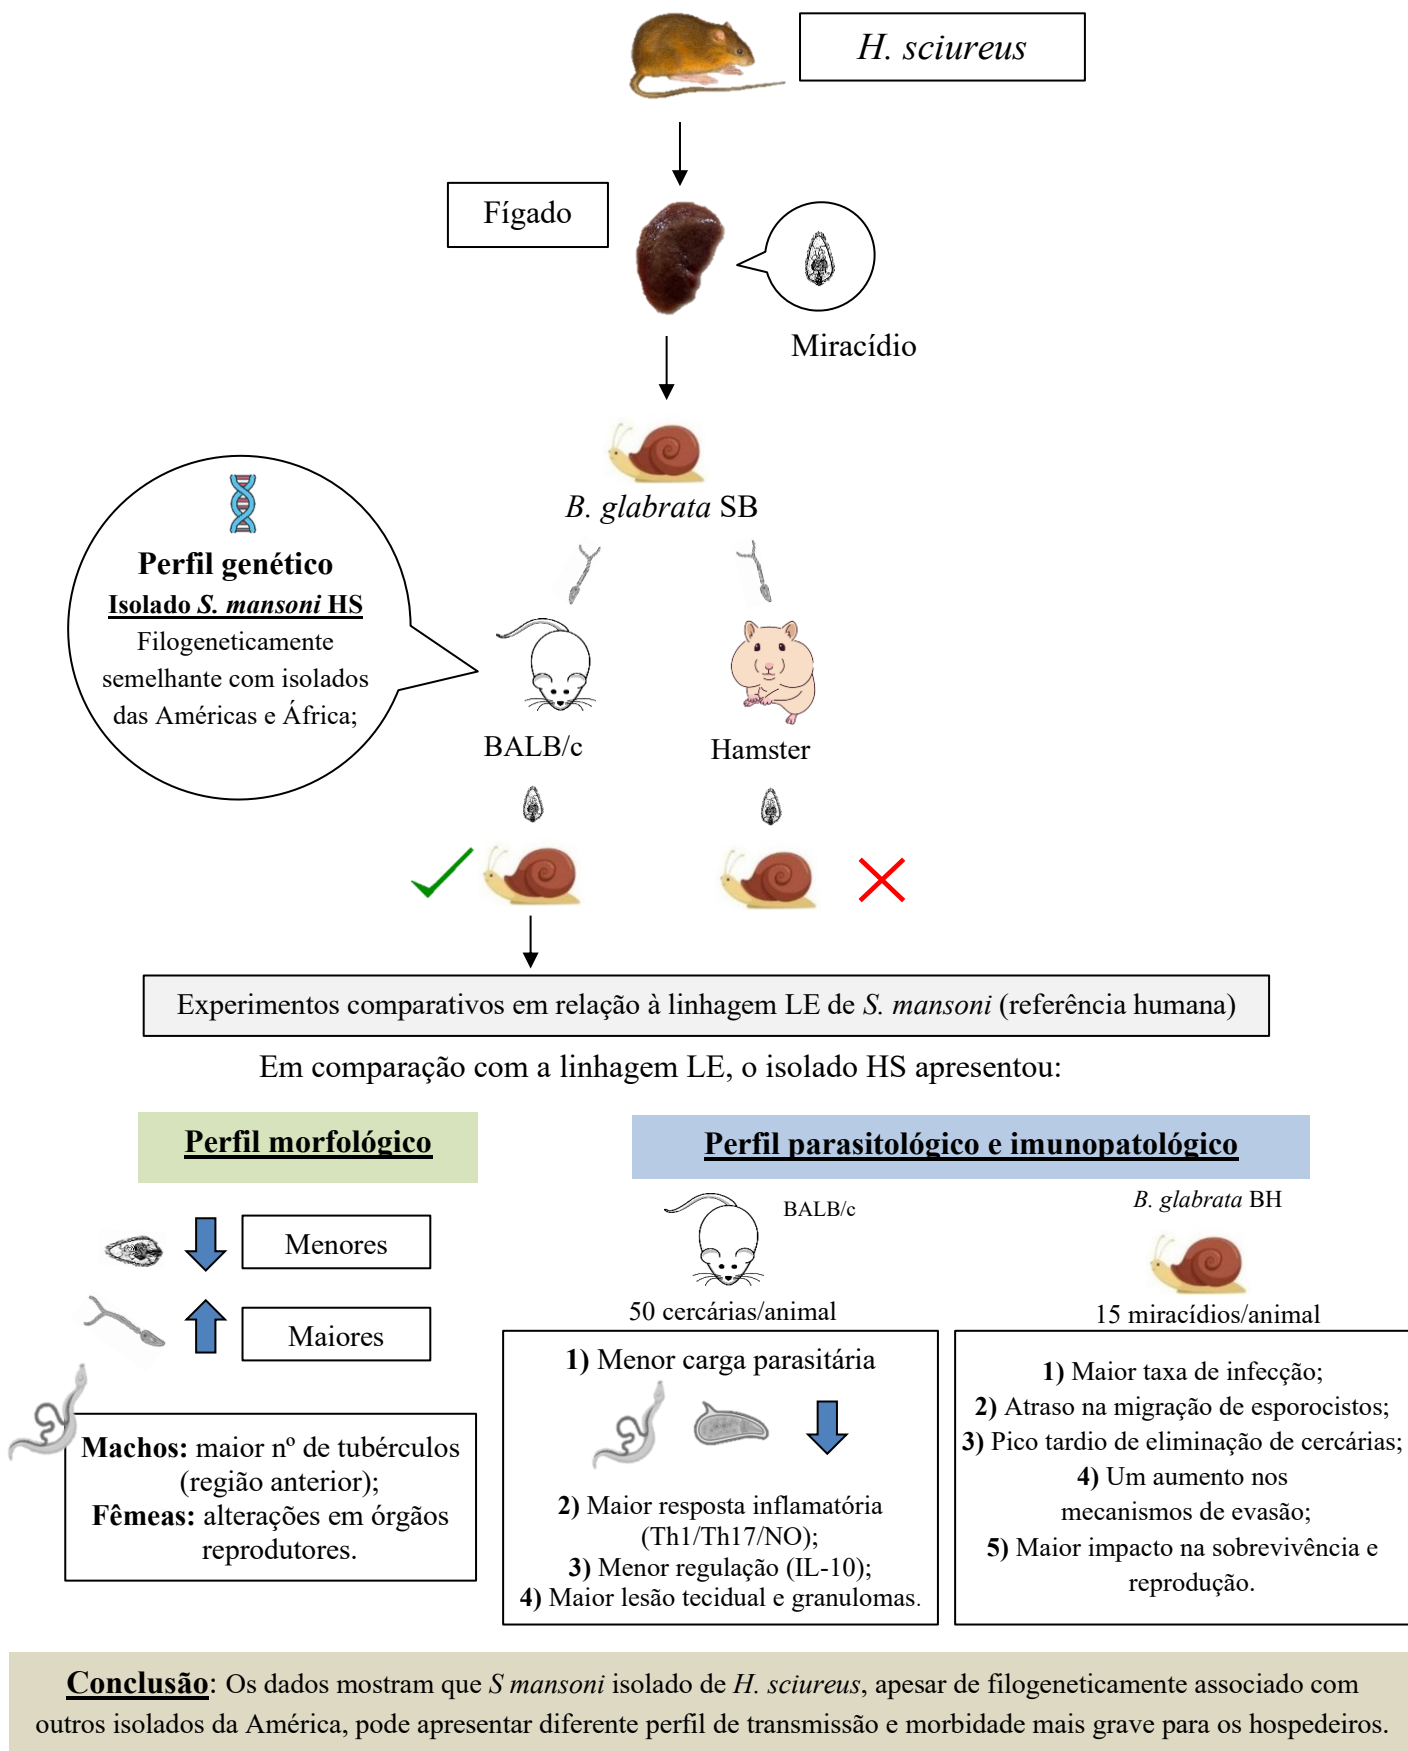 H. sciureus
Fígado
Miracídio
B. glabrata SB
Perfil genético
Isolado S. mansoni HS
Filogeneticamente
semelhante com isolados
das Américas e África;
BALB/c
Hamster
Experimentos comparativos em relação à linhagem LE de S. mansoni (referência humana)
Em comparação com a linhagem LE, o isolado HS apresentou:
Perfil morfológico
Menores
Maiores
Machos: maior nº de tubérculos
(região anterior);
Fêmeas: alterações em órgãos
reprodutores.
Perfil parasitológico e imunopatológico
BALB/c
50 cercárias/animal
1) Menor carga parasitária
2) Maior resposta inflamatória
(Th1/Th17/NO);
3) Menor regulação (IL-10);
4) Maior lesão tecidual e granulomas.
B. glabrata BH
15 miracídios/animal
1) Maior taxa de infecção;
2) Atraso na migração de esporocistos;
3) Pico tardio de eliminação de cercárias;
4) Um aumento nos
mecanismos de evasão;
5) Maior impacto na sobrevivência e
reprodução.
Conclusão: Os dados mostram que S mansoni isolado de H. sciureus, apesar de filogeneticamente associado com
outros isolados da América, pode apresentar diferente perfil de transmissão e morbidade mais grave para os hospedeiros.